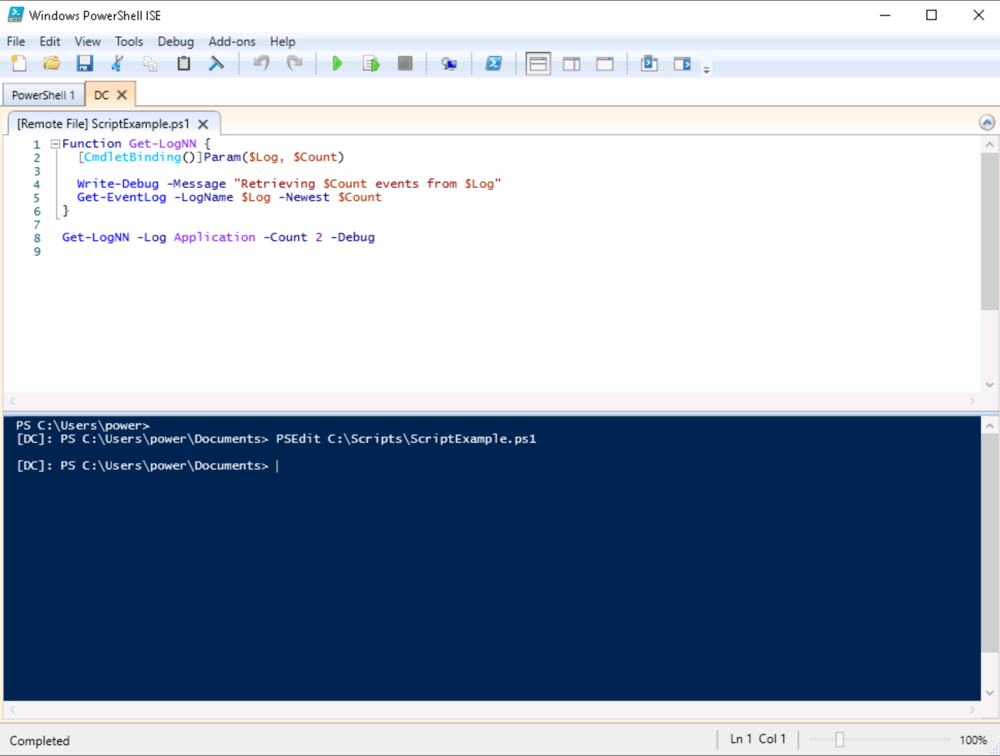 Windows PowerShell ISE
File Edit View Tools Debug Add-ons Help
PowerShell 1 DC
[Remote File] ScriptExample.ps1
1 Function Get-LogNN {
2 [CmdletBinding()]Param($Log, $Count)
3
4 Write-Debug -Message "Retrieving $Count events from $Log"
5 Get-EventLog -LogName $Log -Newest $Count
6 }
7
8 Get-LogNN -Log Application -Count 2 -Debug
9
PS C:\Users\power>
[DC]: PS C:\Users\power\Documents> PSEdit C:\Scripts\ScriptExample.ps1
[DC]: PS C:\Users\power\Documents>
Completed Ln 1 Col 1 100%